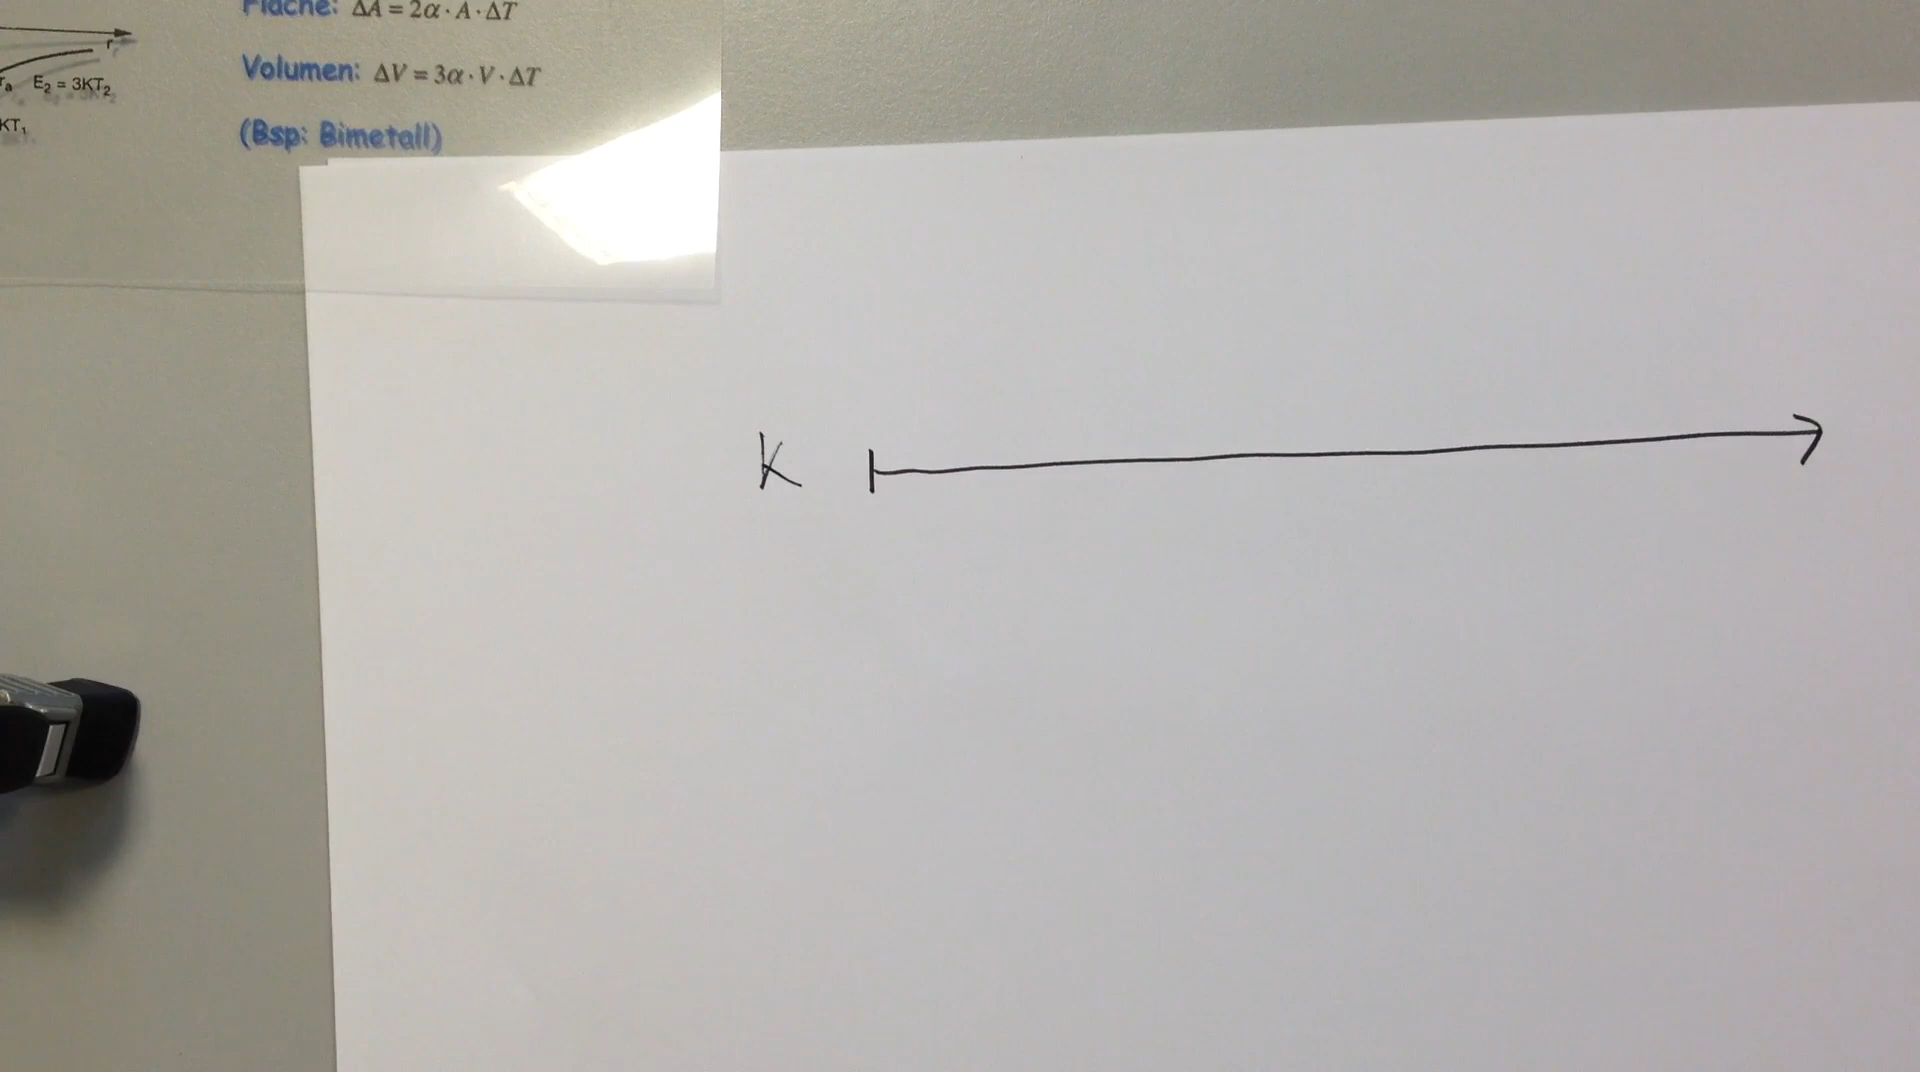 Fläche: ΔA = 2α · A · ΔT
r
E₂ = 3KT₂
Volumen: ΔV = 3α · V · ΔT
KT₁
(Bsp: Bimetall)
K